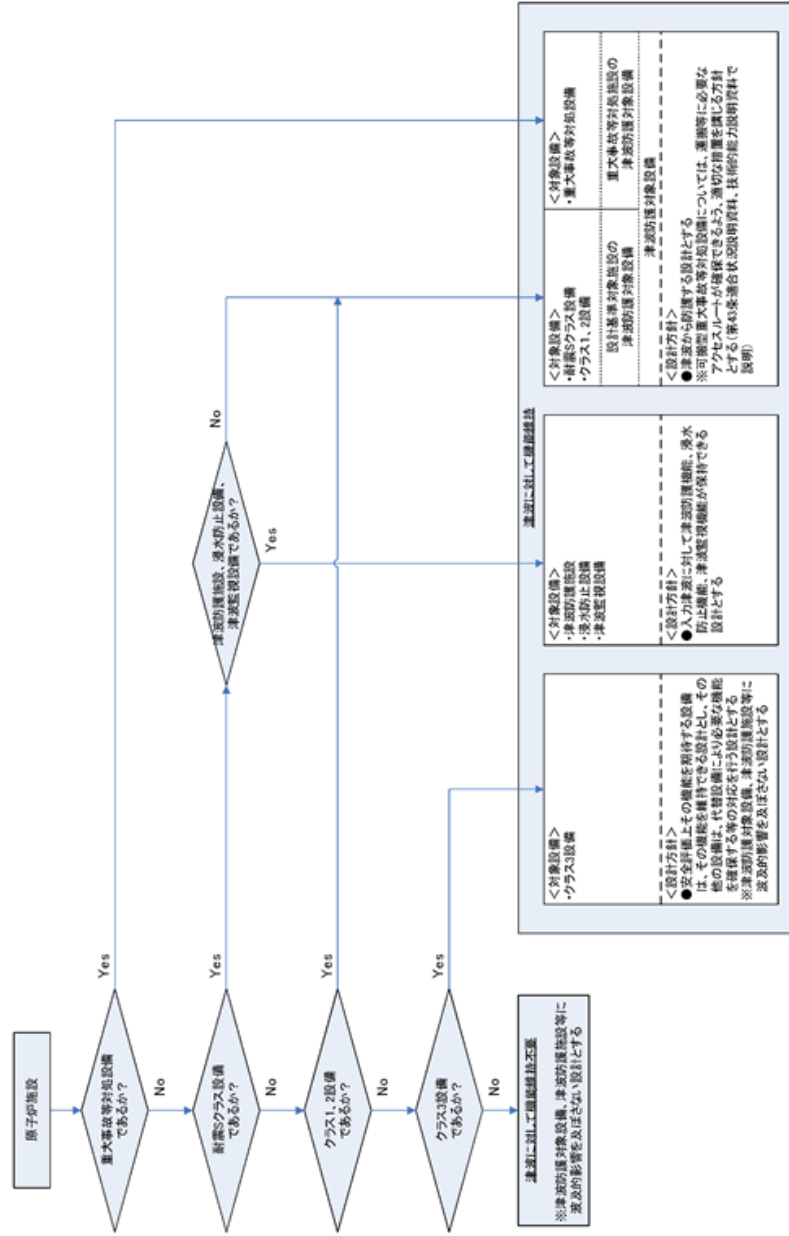 原子炉施設
重大事故等対処設備
であるか?
Yes
No
耐震Sクラス設備
であるか?
Yes
No
津波防護施設、浸水防止設備、
津波監視設備であるか?
No
Yes
クラス1、2設備
であるか?
Yes
No
クラス3設備
であるか?
Yes
No
津波に対して機能維持不要
※津波防護対象設備、津波防護施設等に
波及的影響を及ぼさない設計とする
津波に対して機能維持
<対象設備>
・クラス3設備
<設計方針>
●安全評価上その機能を期待する設備
は、その機能を維持できる設計とし、その
他の設備は、代替設備により必要な機能
を確保する等の対応を行う設計とする
※津波防護対象設備、津波防護施設等に
波及的影響を及ぼさない設計とする
<対象設備>
・津波防護施設
・浸水防止設備
・津波監視設備
<設計方針>
●入力津波に対して津波防護機能、浸水
防止機能、津波監視機能が保持できる
設計とする
<対象設備>
・耐震Sクラス設備
・クラス1、2設備
設計基準対象施設の
津波防護対象設備
<対象設備>
・重大事故等対処設備
重大事故等対処施設の
津波防護対象設備
津波防護対象設備
<設計方針>
●津波から防護する設計とする
※可搬型重大事故等対処設備については、運搬等に必要な
アクセスルートが確保できるよう、適切な措置を講じる方針
とする(第43条適合状況説明資料、技術的能力説明資料で
説明)